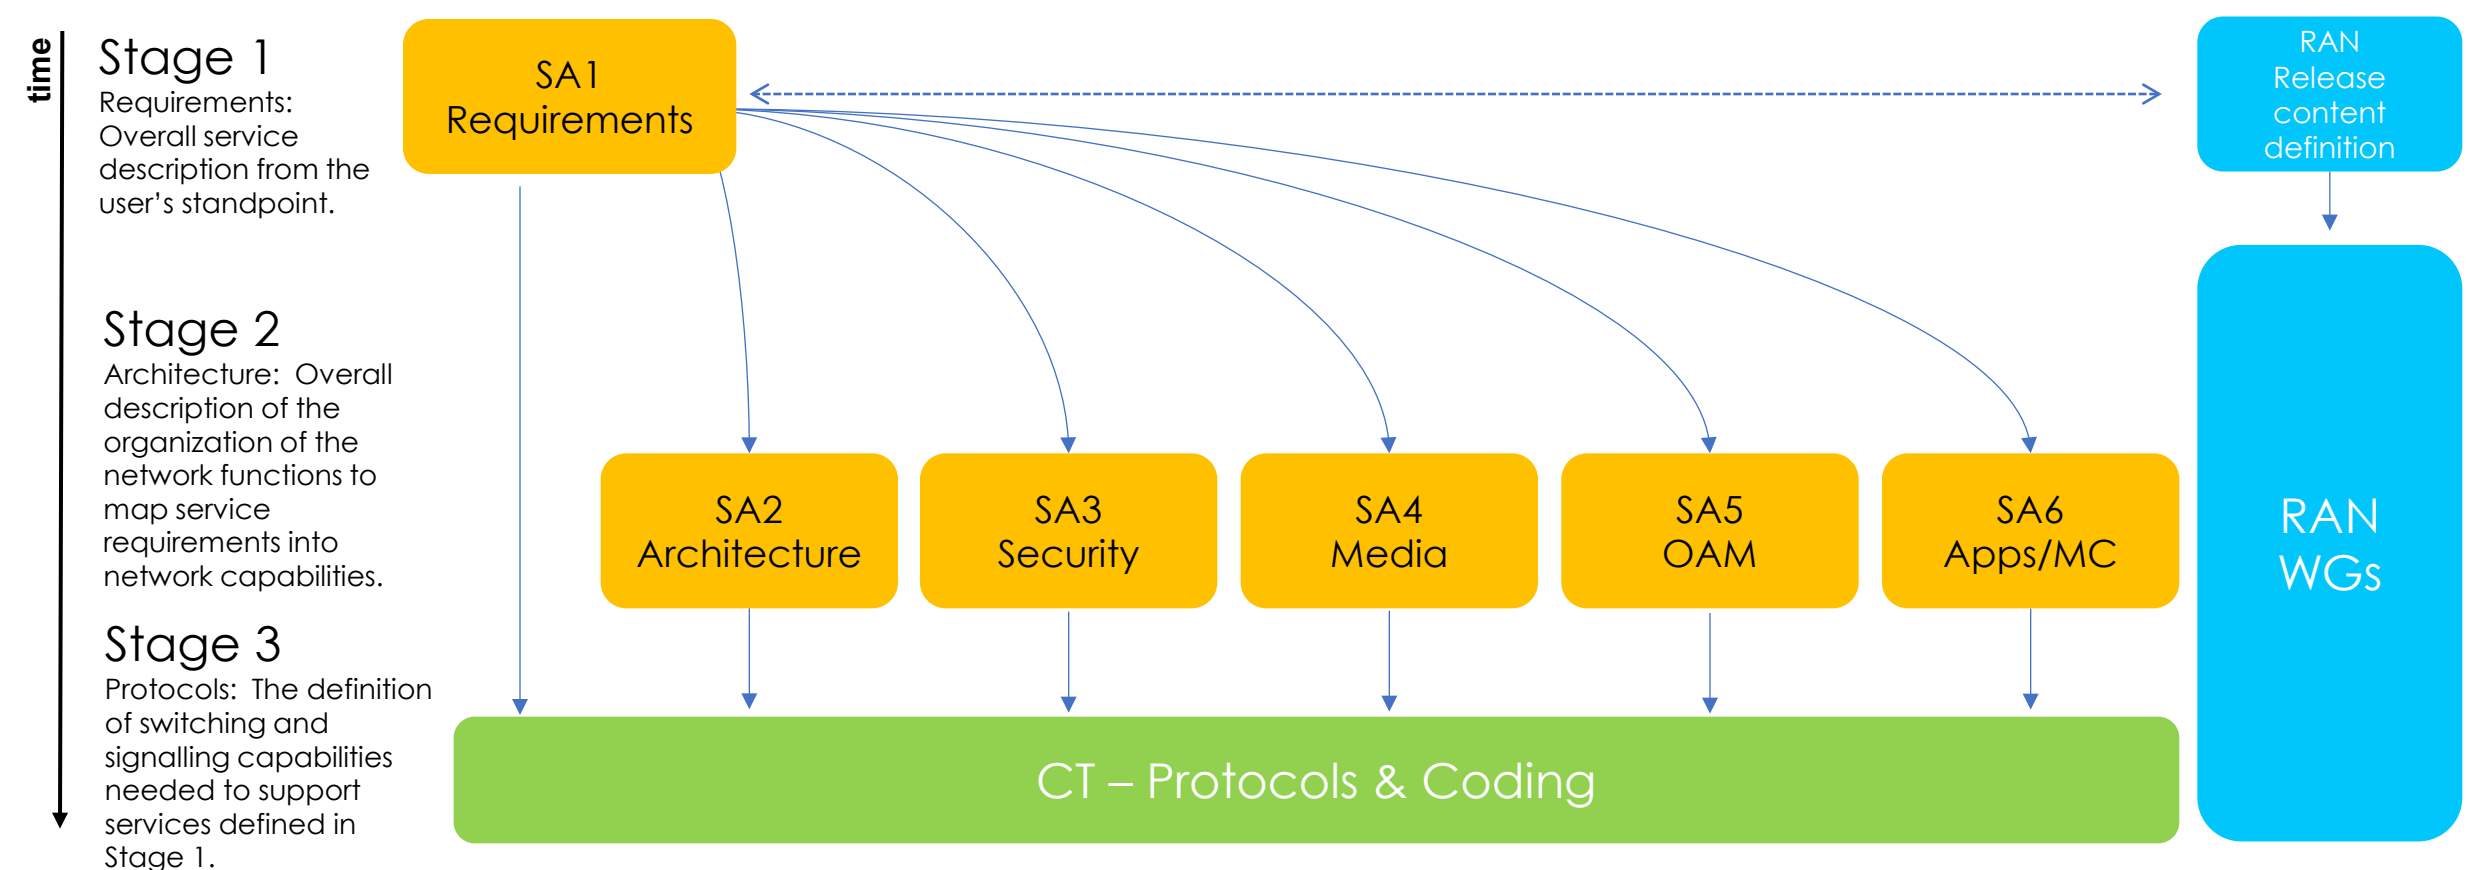 time
Stage 1
Requirements:
Overall service
description from the
user's standpoint.
SA1
Requirements
RAN
Release
content
definition
Stage 2
Architecture:  Overall
description of the
organization of the
network functions to
map service
requirements into
network capabilities.
SA2
Architecture
SA3
Security
SA4
Media
SA5
OAM
SA6
Apps/MC
RAN
WGs
Stage 3
Protocols:  The definition
of switching and
signalling capabilities
needed to support
services defined in
Stage 1.
CT – Protocols & Coding